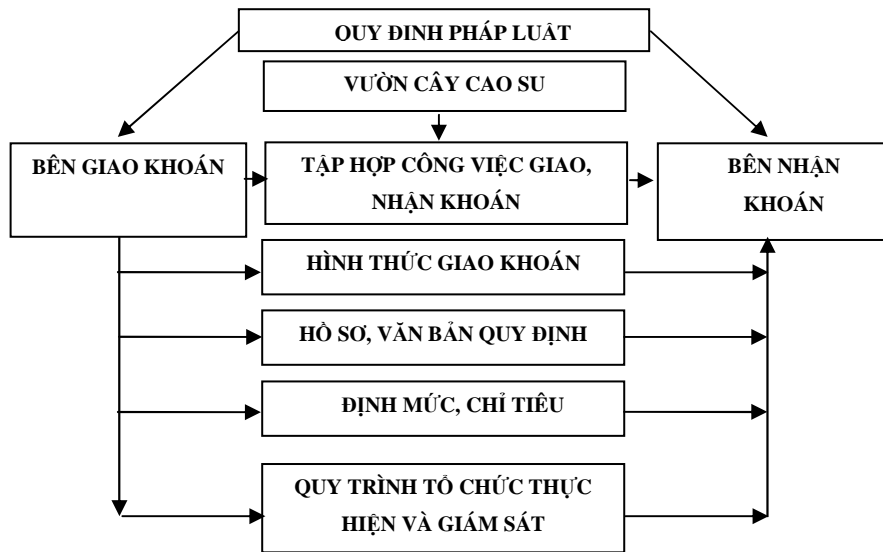 QUY ĐINH PHÁP LUÂT
VƯỜN CÂY CAO SU
BÊN GIAO KHOÁN
TẬP HỢP CÔNG VIỆC GIAO,
NHẬN KHOÁN
BÊN NHẬN
KHOÁN
HÌNH THỨC GIAO KHOÁN
HỒ SƠ, VĂN BẢN QUY ĐỊNH
ĐỊNH MỨC, CHỈ TIÊU
QUY TRÌNH TỔ CHỨC THỰC
HIỆN VÀ GIÁM SÁT